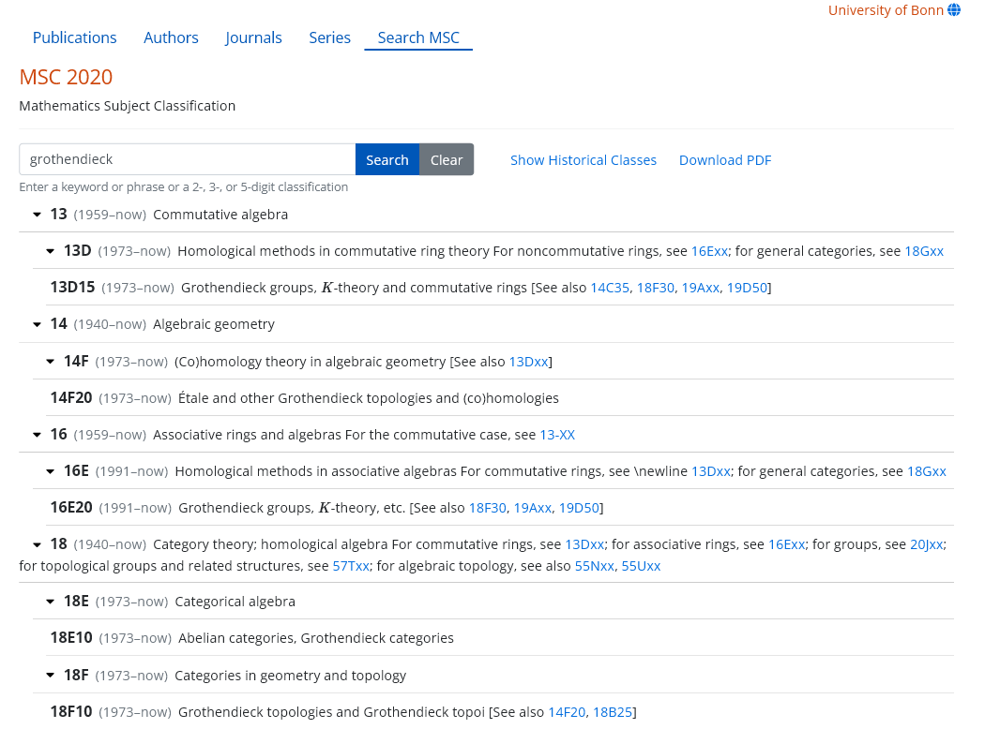 University of Bonn
Publications Authors Journals Series Search MSC
MSC 2020
Mathematics Subject Classification
grothendieck Search Clear Show Historical Classes Download PDF
Enter a keyword or phrase or a 2-, 3-, or 5-digit classification
13 (1959–now) Commutative algebra
13D (1973–now) Homological methods in commutative ring theory For noncommutative rings, see 16Exx; for general categories, see 18Gxx
13D15 (1973–now) Grothendieck groups, K-theory and commutative rings [See also 14C35, 18F30, 19Axx, 19D50]
14 (1940–now) Algebraic geometry
14F (1973–now) (Co)homology theory in algebraic geometry [See also 13Dxx]
14F20 (1973–now) Étale and other Grothendieck topologies and (co)homologies
16 (1959–now) Associative rings and algebras For the commutative case, see 13-XX
16E (1991–now) Homological methods in associative algebras For commutative rings, see \newline 13Dxx; for general categories, see 18Gxx
16E20 (1991–now) Grothendieck groups, K-theory, etc. [See also 18F30, 19Axx, 19D50]
18 (1940–now) Category theory; homological algebra For commutative rings, see 13Dxx; for associative rings, see 16Exx; for groups, see 20Jxx;
for topological groups and related structures, see 57Txx; for algebraic topology, see also 55Nxx, 55Uxx
18E (1973–now) Categorical algebra
18E10 (1973–now) Abelian categories, Grothendieck categories
18F (1973–now) Categories in geometry and topology
18F10 (1973–now) Grothendieck topologies and Grothendieck topoi [See also 14F20, 18B25]